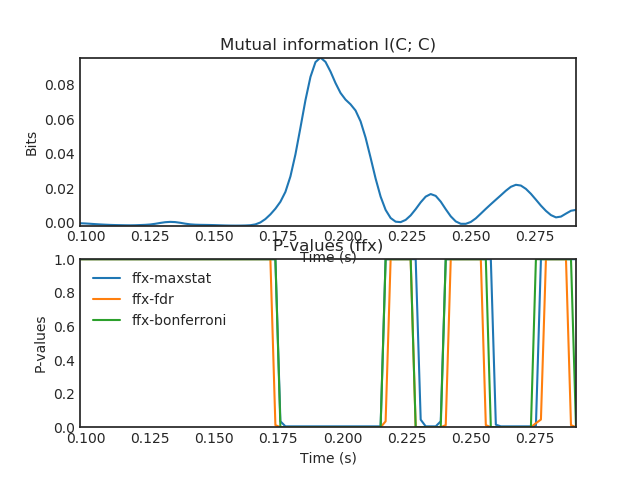 Mutual information I(C; C)
Bits
0.08
0.06
0.04
0.02
0.00
0.100 0.125 0.150 0.175 0.200 0.225 0.250 0.275
Time (s)
P-values (ffx)
P-values
1.0
0.8
0.6
0.4
0.2
0.0
ffx-maxstat
ffx-fdr
ffx-bonferroni
0.100 0.125 0.150 0.175 0.200 0.225 0.250 0.275
Time (s)